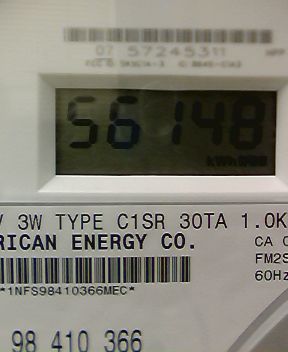 07 57245311
56148
kWh
V 3W TYPE C1SR 30TA 1.0K
RICAN ENERGY CO.
CA
FM2S
60Hz
*1NFS98410366MEC*
98 410 366